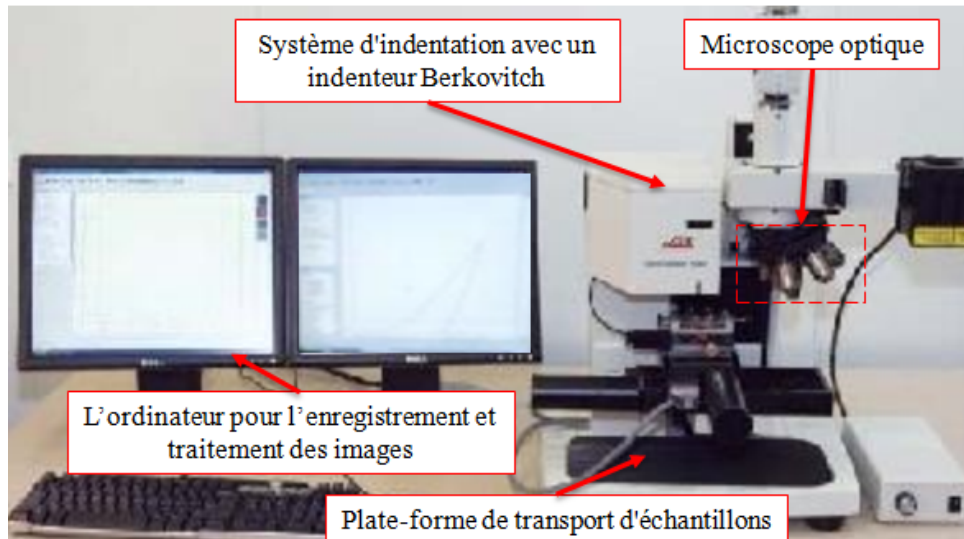 Système d'indentation avec un
indenteur Berkovitch
Microscope optique
L'ordinateur pour l'enregistrement et
traitement des images
Plate-forme de transport d'échantillons